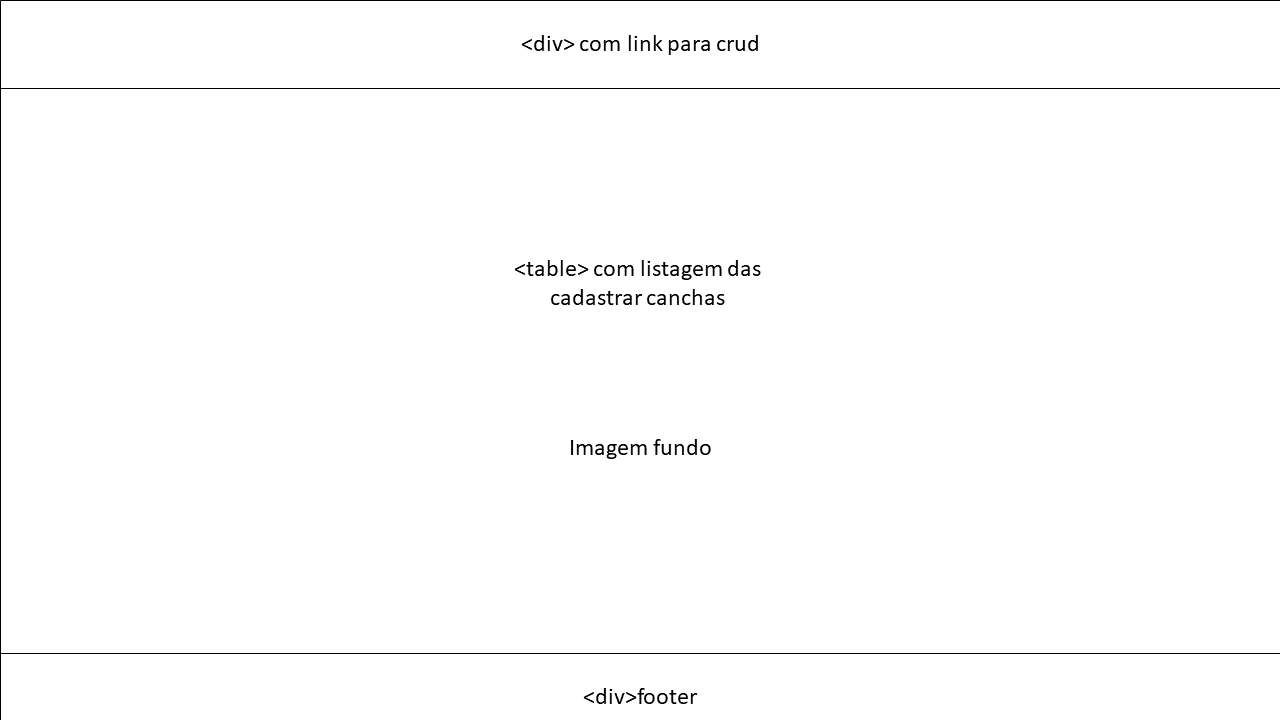 <div> com link para crud
<table> com listagem das
cadastrar canchas
Imagem fundo
<div>footer